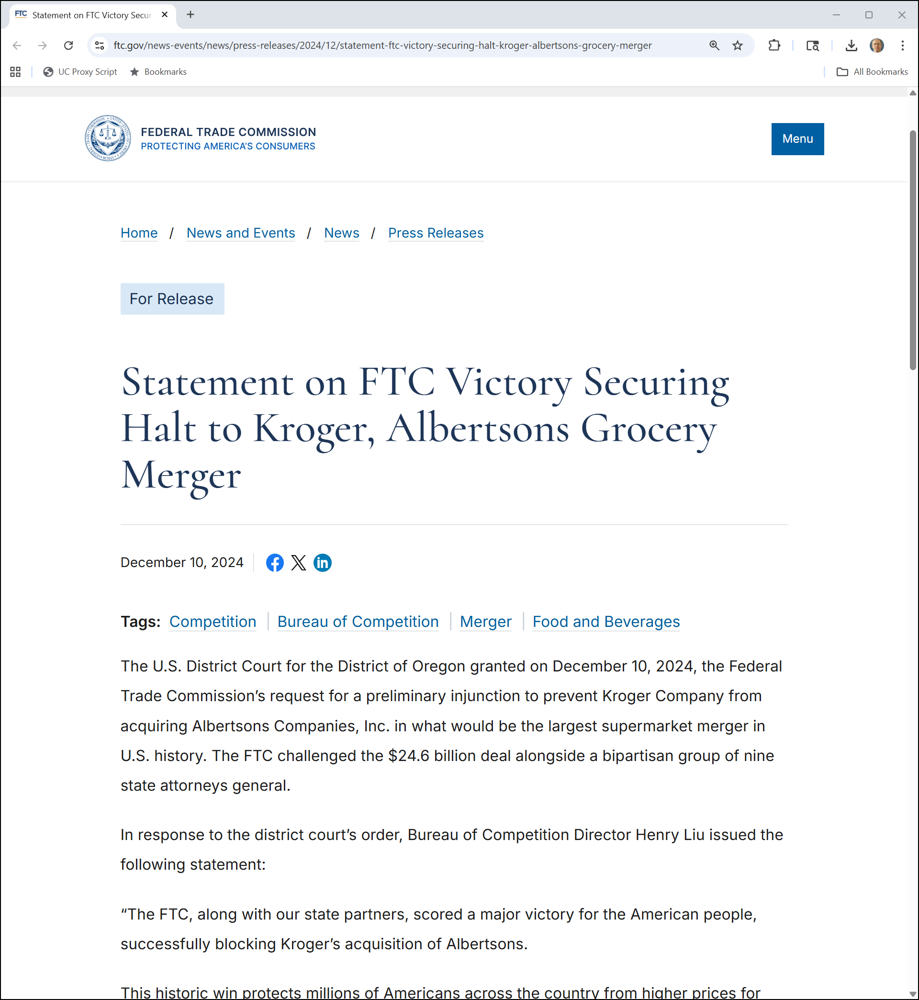 FTC Statement on FTC Victory Secur
ftc.gov/news-events/news/press-releases/2024/12/statement-ftc-victory-securing-halt-kroger-albertsons-grocery-merger
UC Proxy Script Bookmarks All Bookmarks
FEDERAL TRADE COMMISSION
PROTECTING AMERICA’S CONSUMERS
Menu
Home / News and Events / News / Press Releases
For Release
Statement on FTC Victory Securing
Halt to Kroger, Albertsons Grocery
Merger
December 10, 2024
Tags: Competition | Bureau of Competition | Merger | Food and Beverages
The U.S. District Court for the District of Oregon granted on December 10, 2024, the Federal
Trade Commission’s request for a preliminary injunction to prevent Kroger Company from
acquiring Albertsons Companies, Inc. in what would be the largest supermarket merger in
U.S. history. The FTC challenged the $24.6 billion deal alongside a bipartisan group of nine
state attorneys general.
In response to the district court’s order, Bureau of Competition Director Henry Liu issued the
following statement:
“The FTC, along with our state partners, scored a major victory for the American people,
successfully blocking Kroger’s acquisition of Albertsons.
This historic win protects millions of Americans across the country from higher prices for